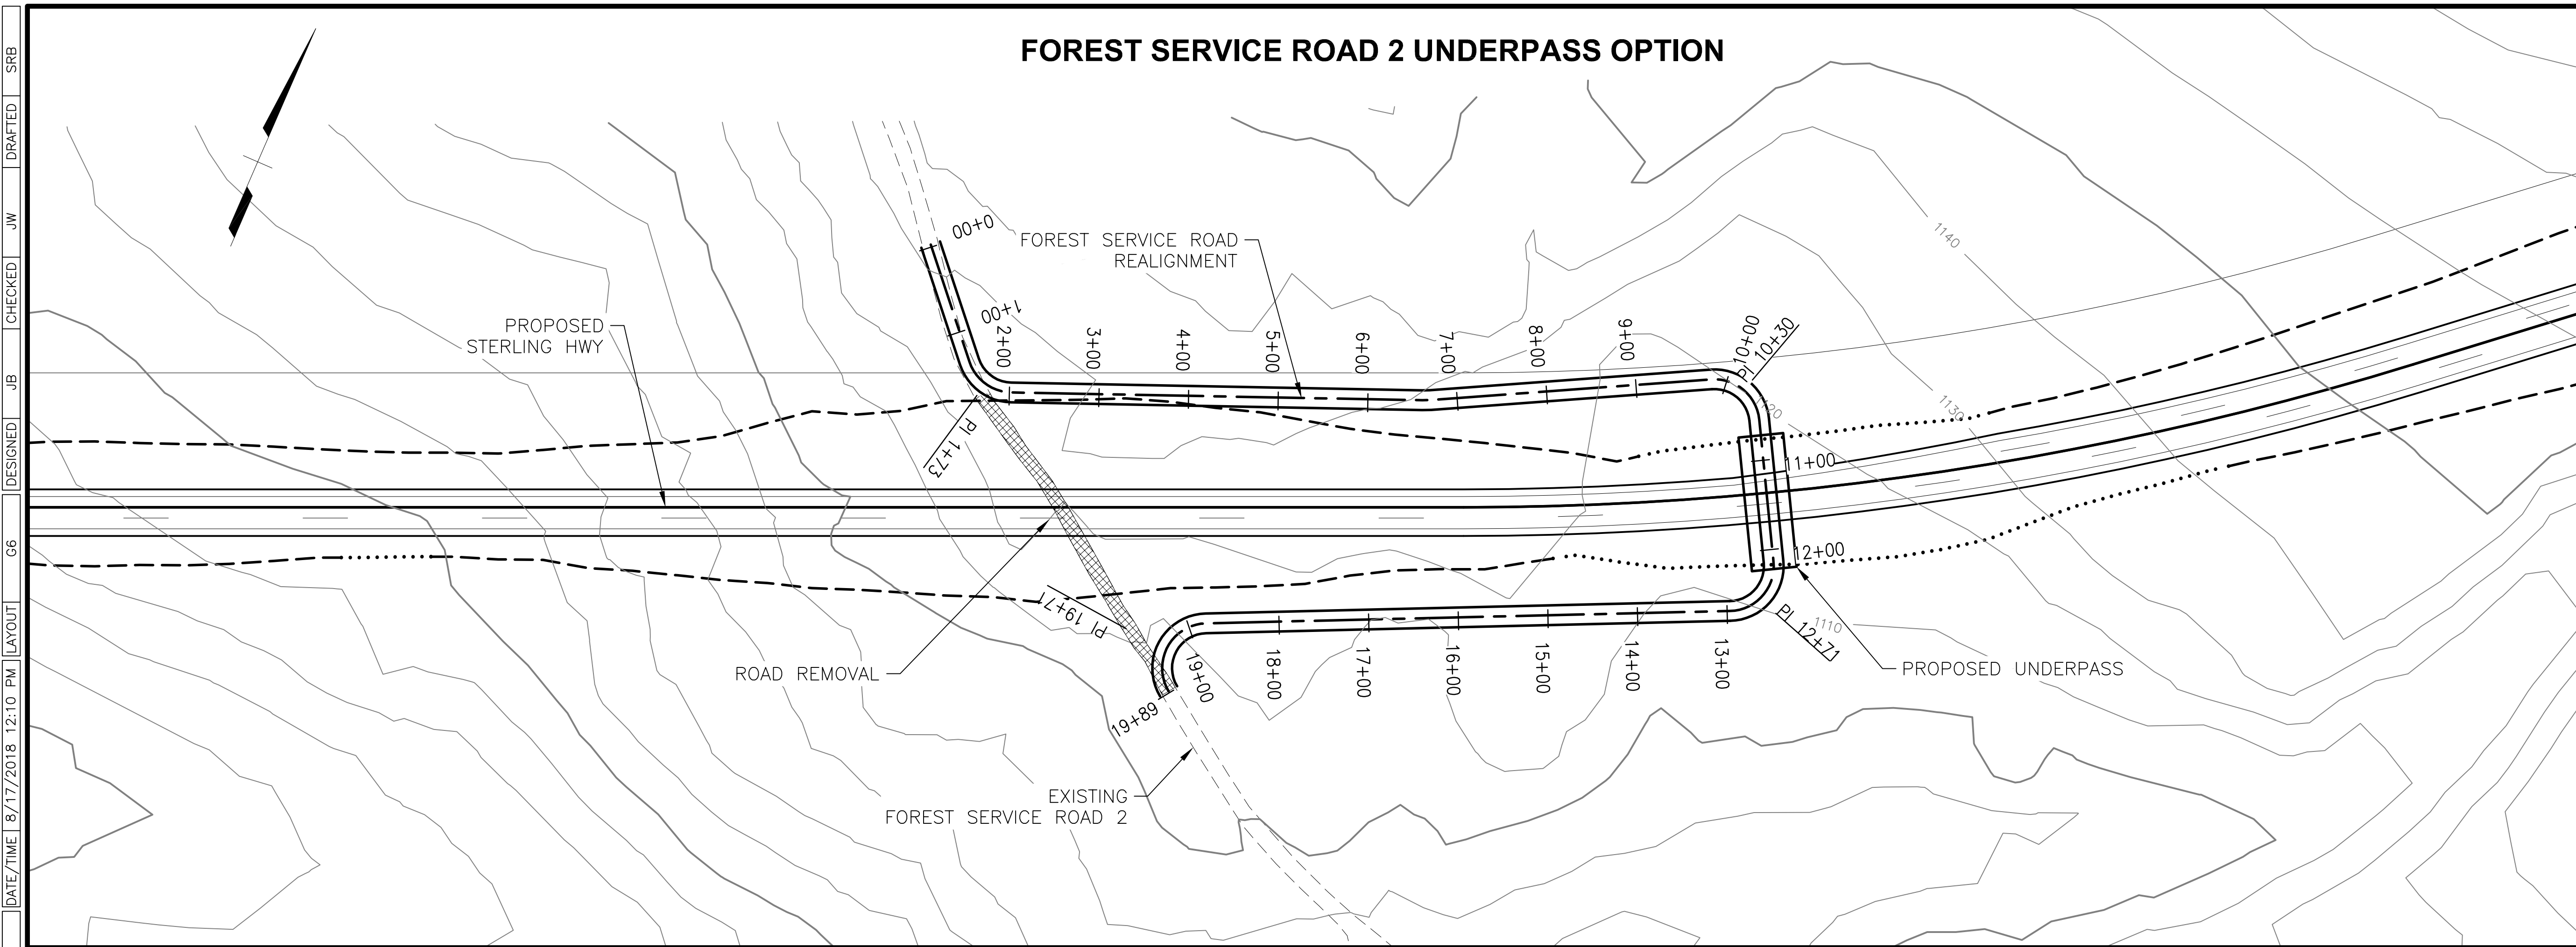 FOREST SERVICE ROAD 2 UNDERPASS OPTION
SRB
DRAFTED
JW
CHECKED
JB
DESIGNED
G6
LAYOUT
8/17/2018 12:10 PM
DATE/TIME
0+00
FOREST SERVICE ROAD
REALIGNMENT
1+00
PROPOSED
STERLING HWY
2+00
3+00
4+00
5+00
6+00
7+00
8+00
9+00
10+00
PI 10+30
1140
1130
1120
PI 1+73
11+00
12+00
PI 19+71
PI 12+71
1110
ROAD REMOVAL
19+00
18+00
17+00
16+00
15+00
14+00
13+00
PROPOSED UNDERPASS
19+89
EXISTING
FOREST SERVICE ROAD 2